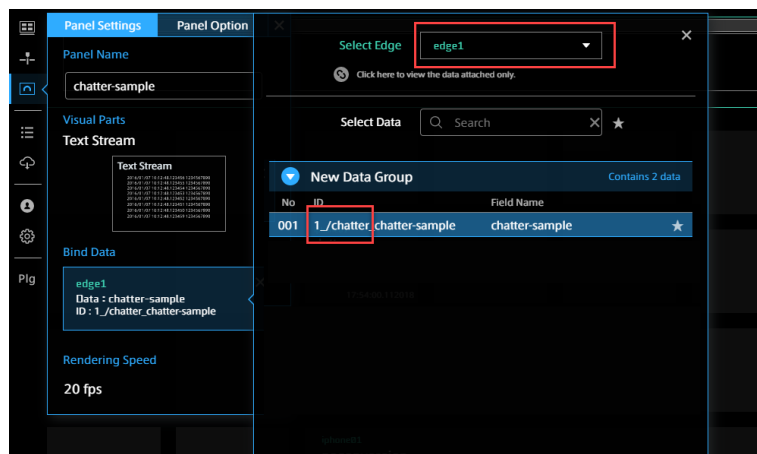 Panel Settings
Panel Option
Panel Name
chatter-sample
Visual Parts
Text Stream
Text Stream
Bind Data
edge1
Data : chatter-sample
ID : 1_/chatter_chatter-sample
Rendering Speed
20 fps
Plg
Select Edge
edge1
Click here to view the data attached only.
Select Data
Search
New Data Group
Contains 2 data
No
ID
Field Name
001
1_/chatter_chatter-sample
chatter-sample